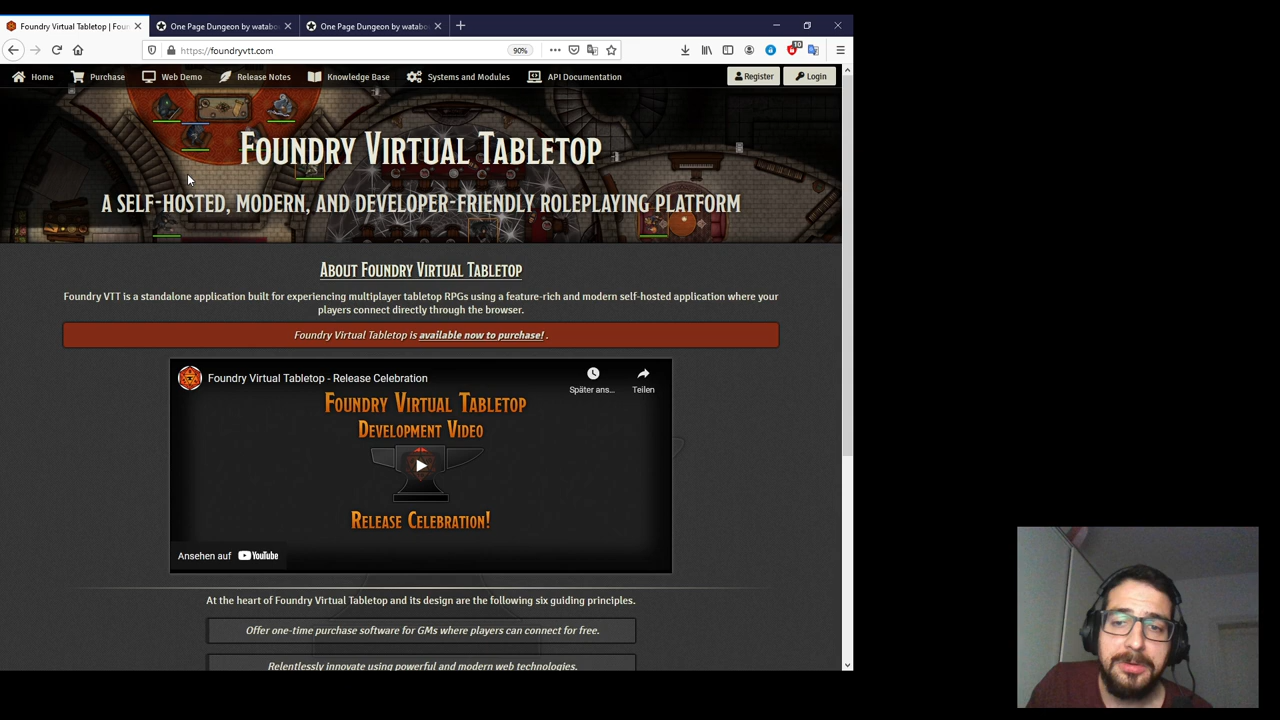 Foundry Virtual Tabletop | Foun
One Page Dungeon by watabo
One Page Dungeon by watabo
https://foundryvtt.com
90%
10
Home
Purchase
Web Demo
Release Notes
Knowledge Base
Systems and Modules
API Documentation
Register
Login
FOUNDRY VIRTUAL TABLETOP
A SELF-HOSTED, MODERN, AND DEVELOPER-FRIENDLY ROLEPLAYING PLATFORM
ABOUT FOUNDRY VIRTUAL TABLETOP
Foundry VTT is a standalone application built for experiencing multiplayer tabletop RPGs using a feature-rich and modern self-hosted application where your
players connect directly through the browser.
Foundry Virtual Tabletop is available now to purchase! .
Foundry Virtual Tabletop - Release Celebration
Später ans...
Teilen
FOUNDRY VIRTUAL TABLETOP
DEVELOPMENT VIDEO
RELEASE CELEBRATION!
Ansehen auf YouTube
At the heart of Foundry Virtual Tabletop and its design are the following six guiding principles.
Offer one-time purchase software for GMs where players can connect for free.
Relentlessly innovate using powerful and modern web technologies.